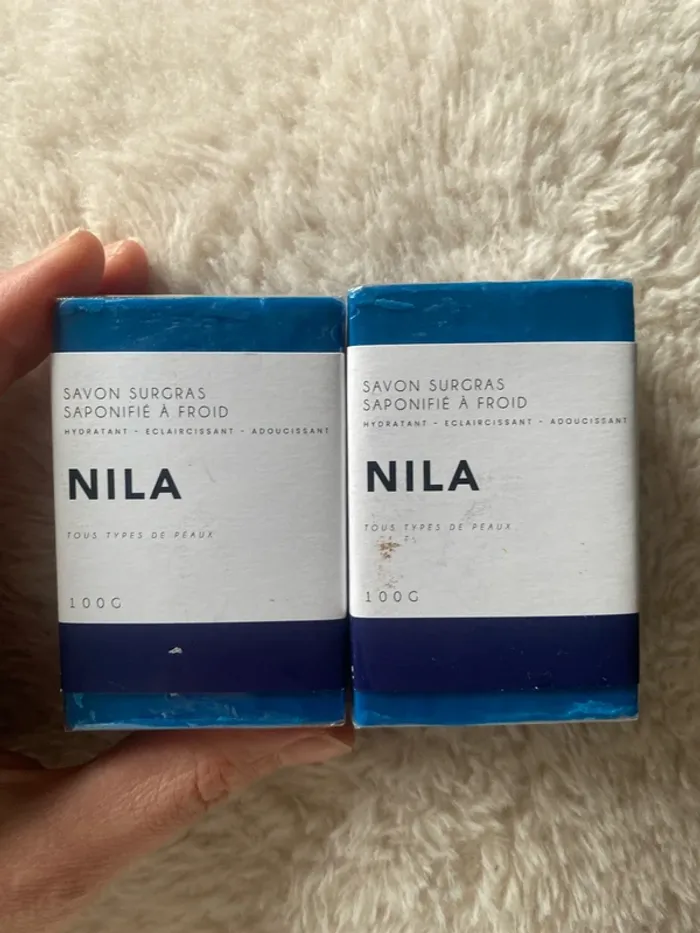 SAVON SURGRAS
SAPONIFIÉ À FROID
HYDRATANT - ECLAIRCISSANT - ADOUCISSANT
NILA
TOUS TYPES DE PEAUX
100G
SAVON SURGRAS
SAPONIFIÉ À FROID
HYDRATANT - ECLAIRCISSANT - ADOUCISSANT
NILA
TOUS TYPES DE PEAUX
100G